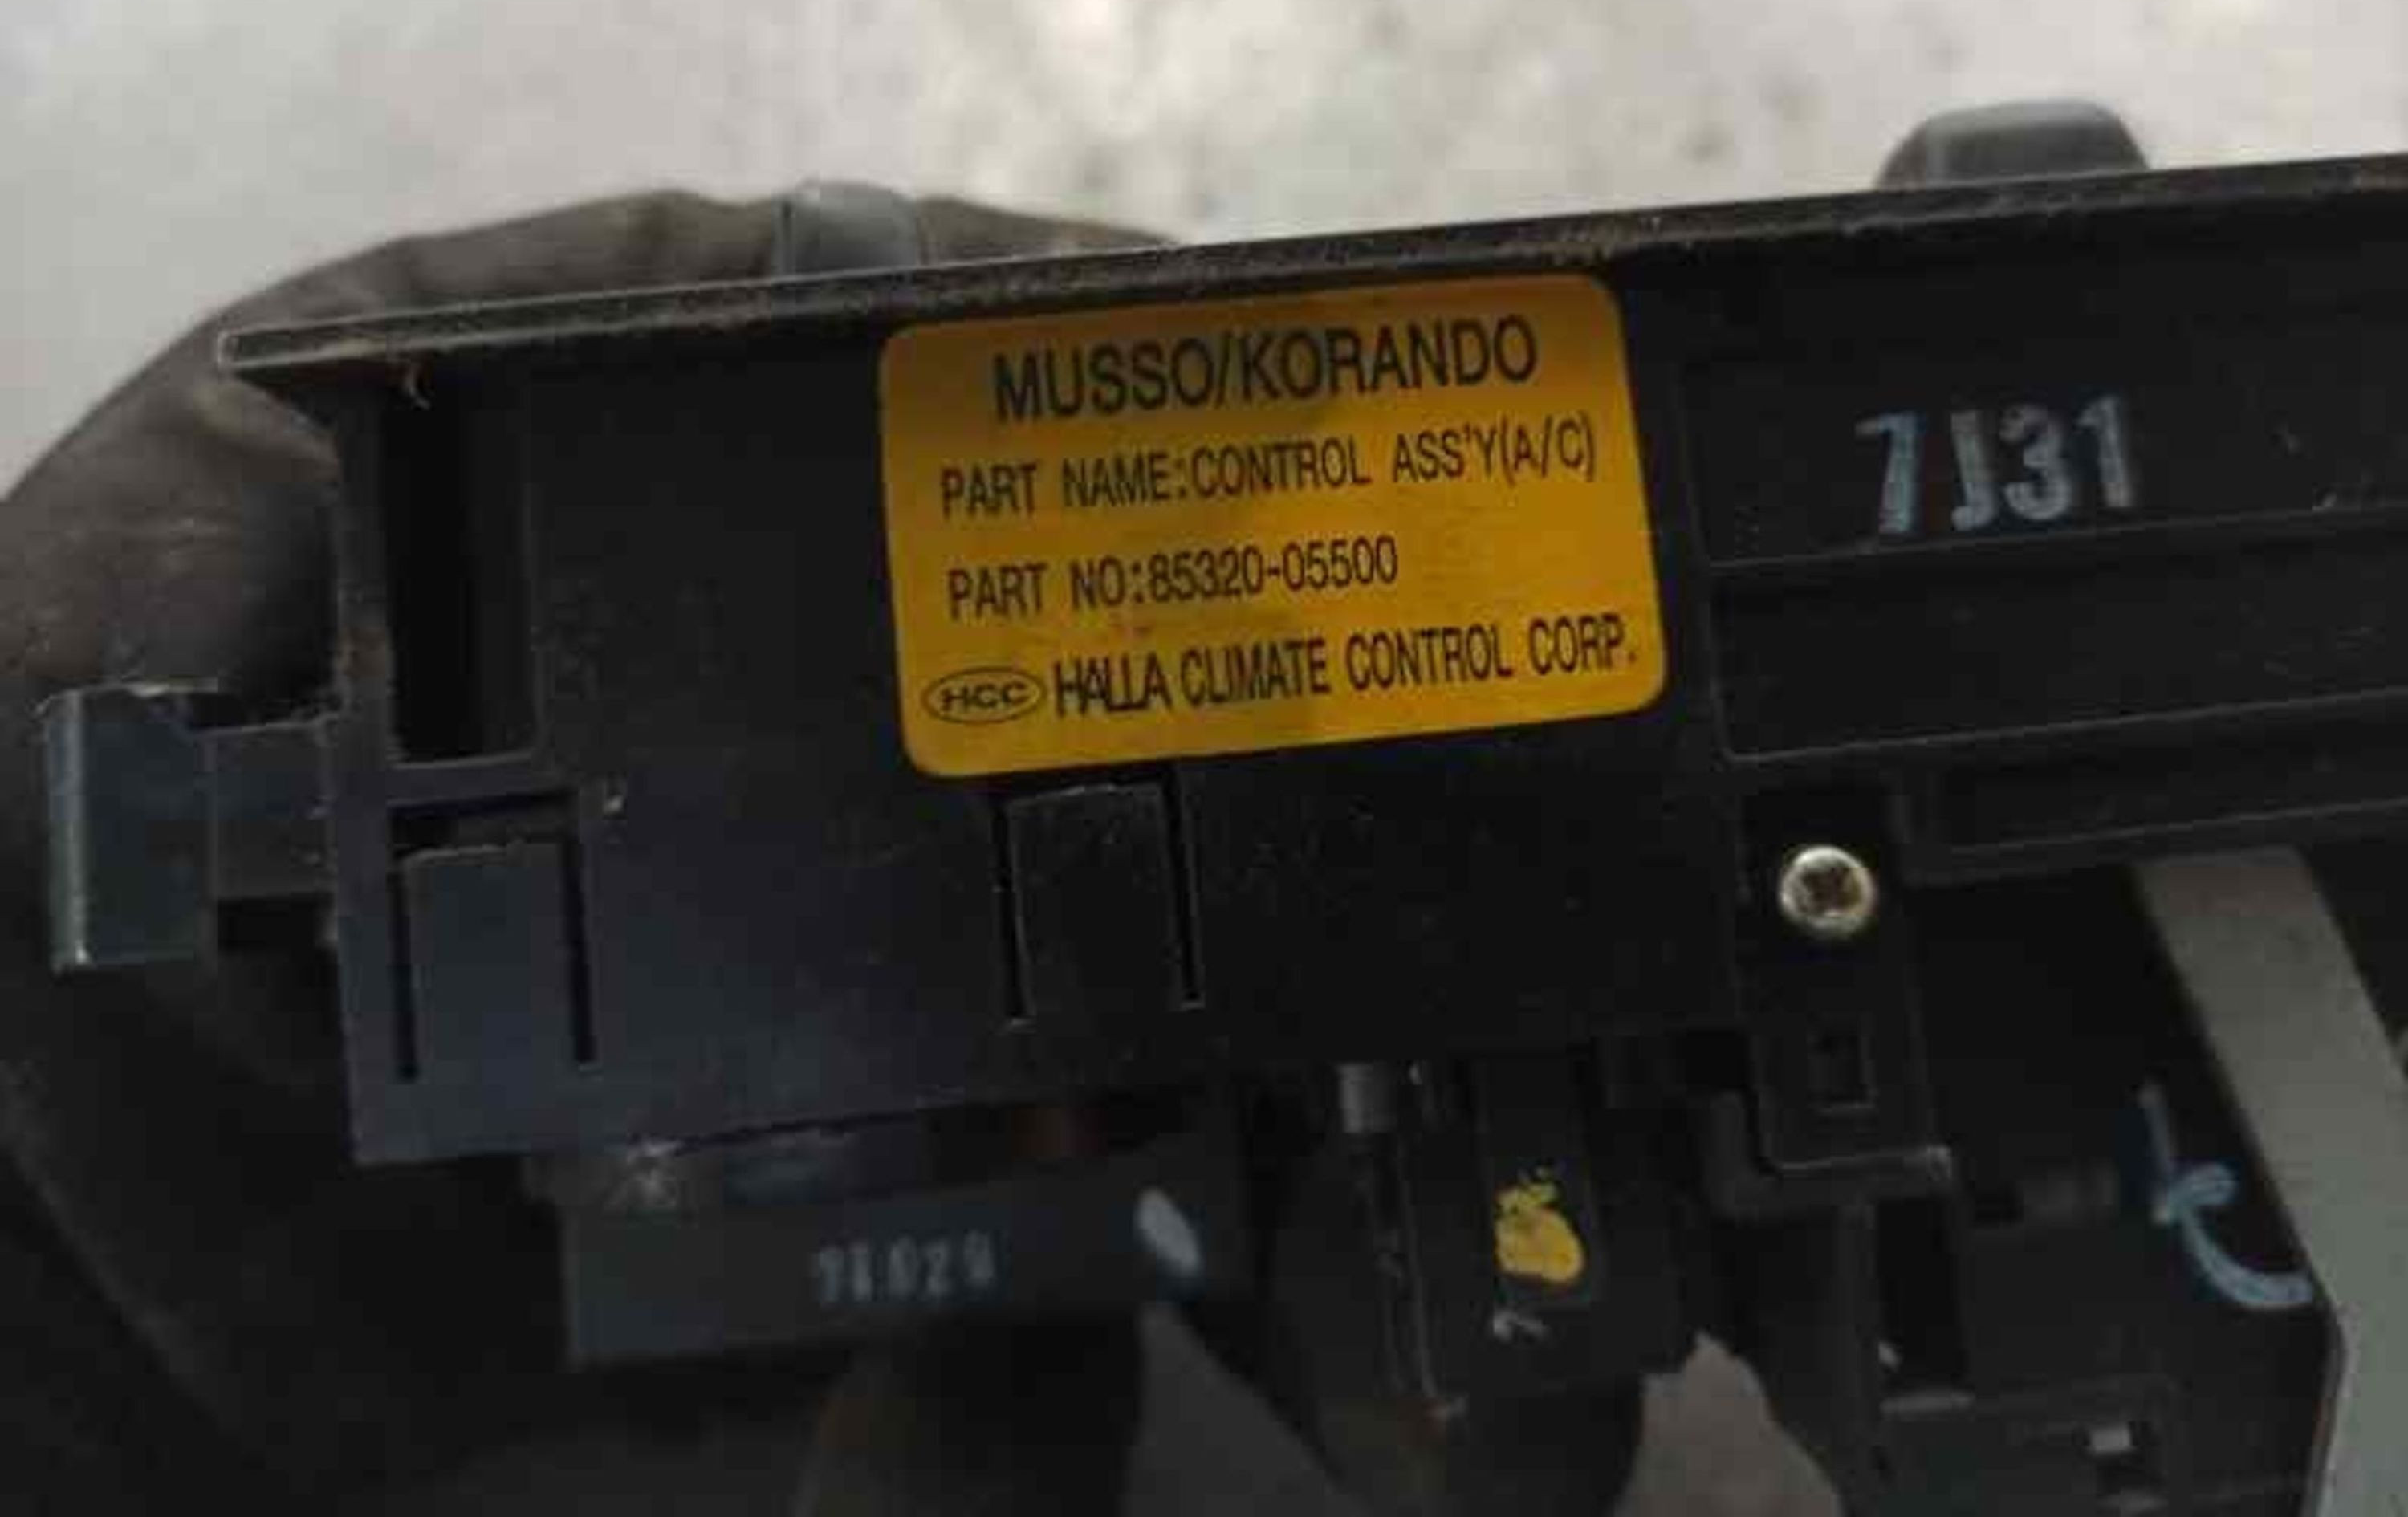 MUSSO/KORANDO
PART NAME:CONTROL ASS'Y(A/C)
PART NO:85320-05500
HCC HALLA CLIMATE CONTROL CORP.
7J31